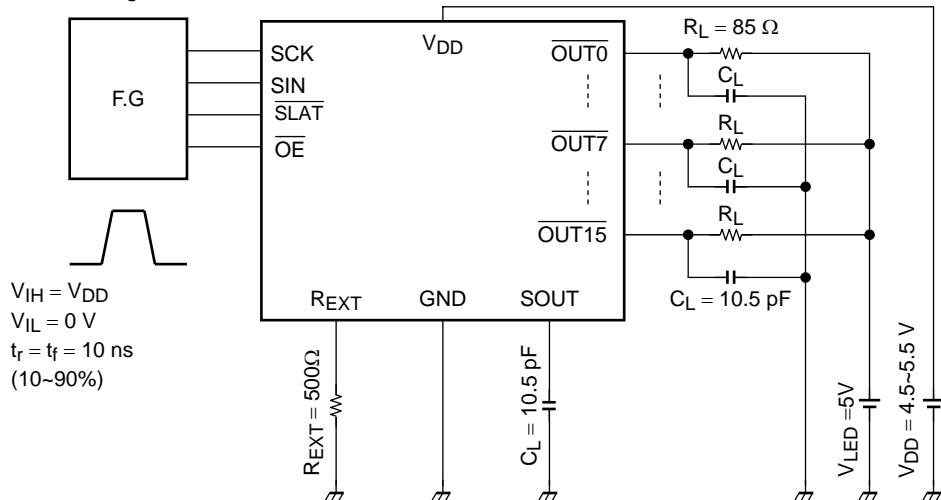 F.G
SCK
SIN
SLAT
OE
VDD
OUT0
OUT7
OUT15
RL = 85 Ω
CL
RL
CL
RL
CL = 10.5 pF
VIH = VDD
VIL = 0 V
tr = tf = 10 ns
(10~90%)
REXT
GND
SOUT
REXT = 500Ω
CL = 10.5 pF
VLED =5V
VDD = 4.5~5.5 V